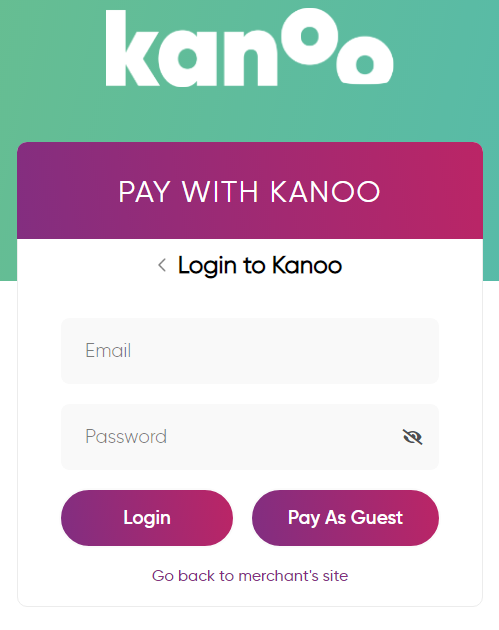 kanoo
PAY WITH KANOO
Login to Kanoo
Email
Password
Login
Pay As Guest
Go back to merchant's site